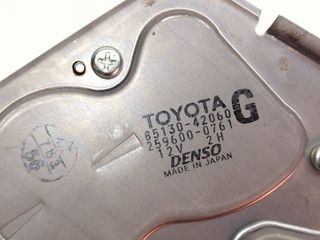 TOYOTA G
85130-42060
259600-0761
12V 2H
DENSO
MADE IN JAPAN